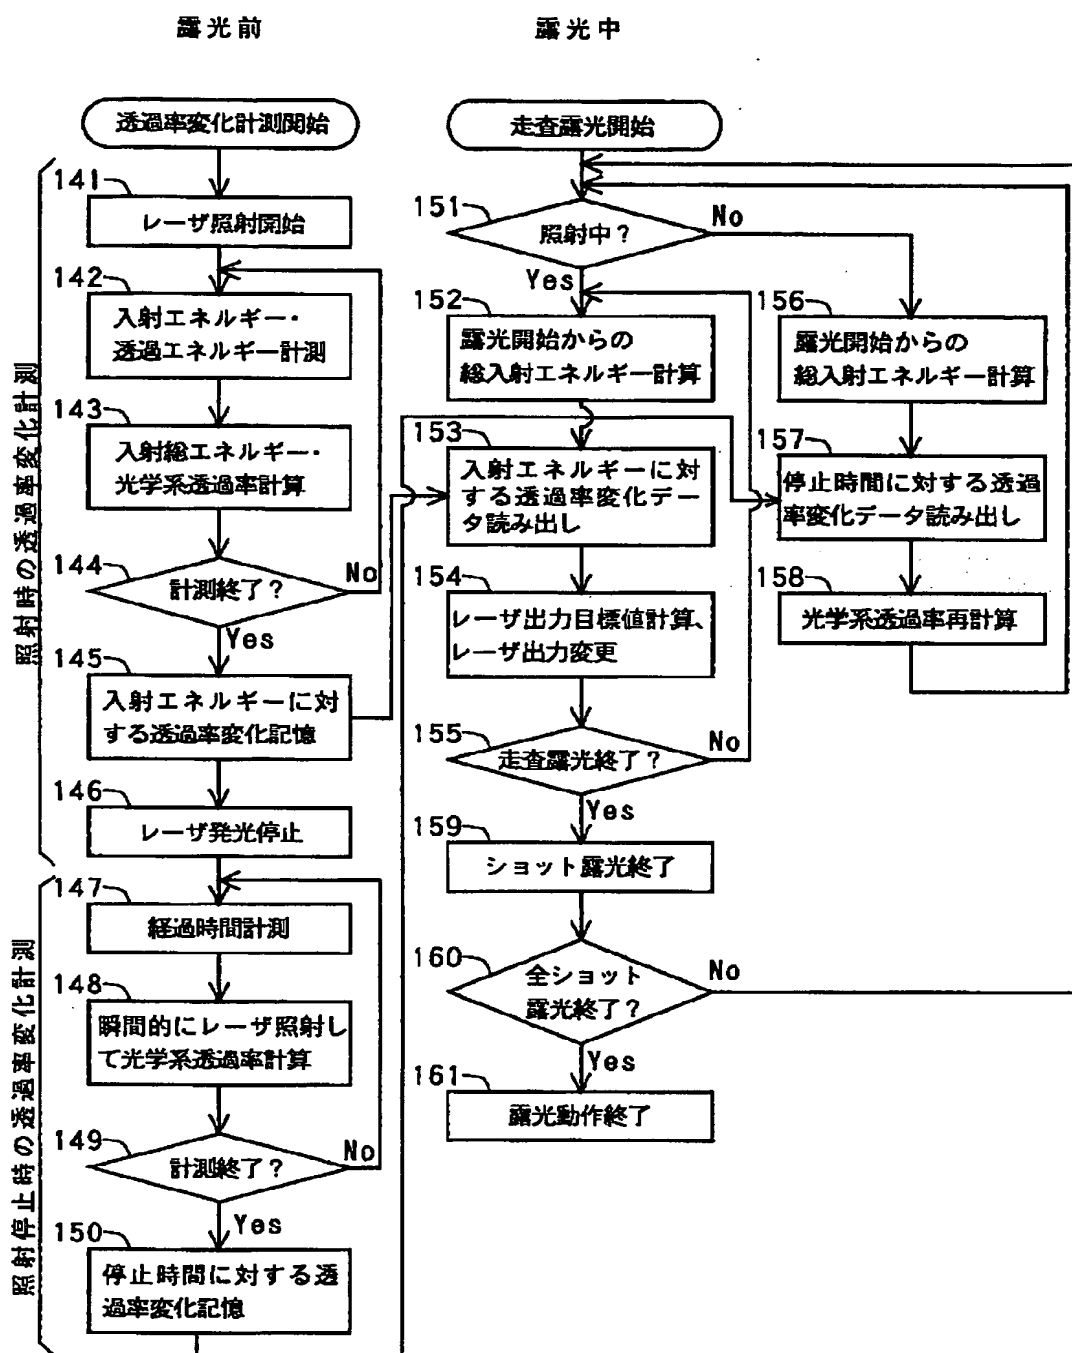 露光前
露光中
透過率変化計測開始
走査露光開始
照射時の透過率変化計測
141
レーザ照射開始
142
入射エネルギー・
透過エネルギー計測
143
入射総エネルギー・
光学系透過率計算
144
計測終了?
No
Yes
145
入射エネルギーに対
する透過率変化記憶
146
レーザ発光停止
照射停止時の透過率変化計測
147
経過時間計測
148
瞬間的にレーザ照射し
て光学系透過率計算
149
計測終了?
No
Yes
150
停止時間に対する透
過率変化記憶
151
照射中?
No
Yes
152
露光開始からの
総入射エネルギー計算
153
入射エネルギーに対
する透過率変化デー
タ読み出し
154
レーザ出力目標値計算、
レーザ出力変更
155
走査露光終了?
No
Yes
159
ショット露光終了
160
全ショット
露光終了?
No
Yes
161
露光動作終了
156
露光開始からの
総入射エネルギー計算
157
停止時間に対する透過
率変化データ読み出し
158
光学系透過率再計算